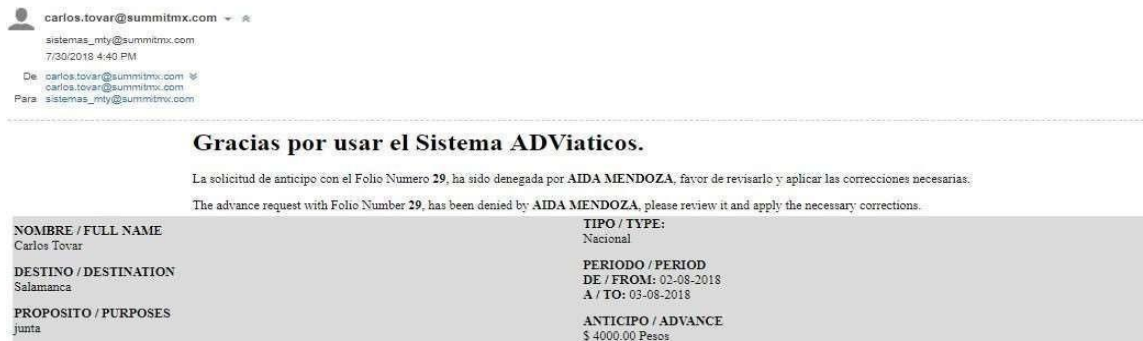 carlos.tovar@summitmx.com
sistemas_mty@summitmx.com
7/30/2018 4:40 PM
De carlos.tovar@summitmx.com
carlos.tovar@summitmx.com
Para sistemas_mty@summitmx.com
Gracias por usar el Sistema ADViaticos.
La solicitud de anticipo con el Folio Numero 29, ha sido denegada por AIDA MENDOZA, favor de revisarlo y aplicar las correcciones necesarias.
The advance request with Folio Number 29, has been denied by AIDA MENDOZA, please review it and apply the necessary corrections.
NOMBRE / FULL NAME
Carlos Tovar
DESTINO / DESTINATION
Salamanca
PROPOSITO / PURPOSES
junta
TIPO / TYPE:
Nacional
PERIODO / PERIOD
DE / FROM: 02-08-2018
A / TO: 03-08-2018
ANTICIPO / ADVANCE
$ 4000.00 Pesos